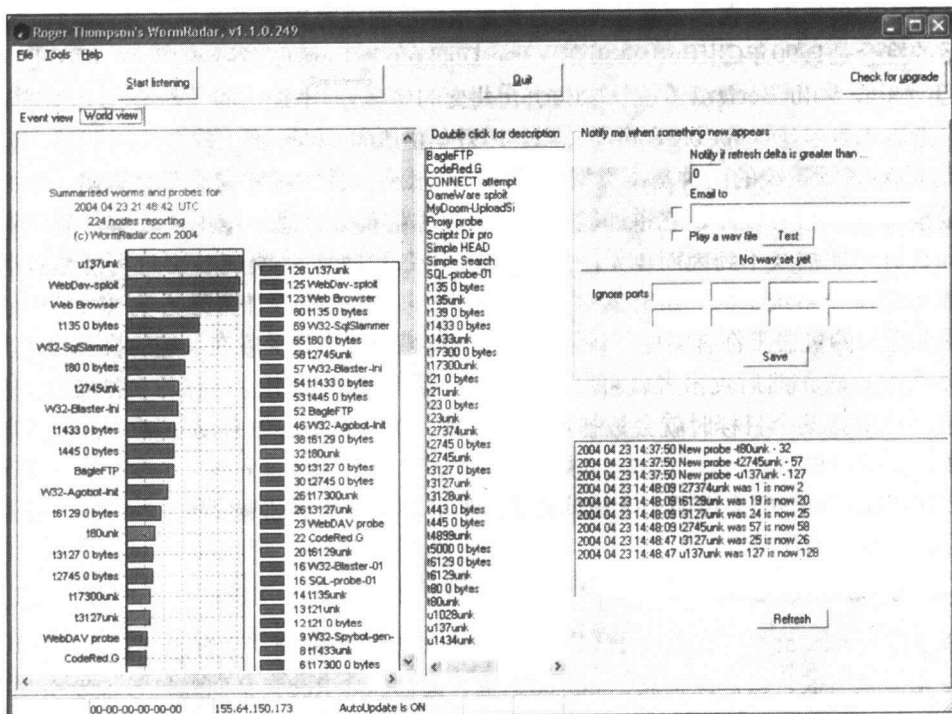 Roger Thompson's WormRadar, v1.1.0.249
File Tools Help
Start listening
Quit
Check for upgrade
Event view World view
Summarised worms and probes for
2004 04 23 21 48 42 UTC
224 nodes reporting
(c) WormRadar.com 2004
u137unk
WebDav-sploit
Web Browser
t135 0 bytes
W32-SqlSlammer
t80 0 bytes
t2745unk
W32-Blaster-Ini
t1433 0 bytes
t445 0 bytes
BagleFTP
W32-Agobot-Init
t6129 0 bytes
t80unk
t3127 0 bytes
t2745 0 bytes
t17300unk
t3127unk
WebDAV probe
CodeRed.G
128 u137unk
125 WebDav-sploit
123 Web Browser
80 t135 0 bytes
69 W32-SqlSlammer
65 t80 0 bytes
58 t2745unk
57 W32-Blaster-Ini
54 t1433 0 bytes
53 t445 0 bytes
52 BagleFTP
46 W32-Agobot-Init
38 t6129 0 bytes
32 t80unk
30 t3127 0 bytes
30 t2745 0 bytes
26 t17300unk
26 t3127unk
23 WebDAV probe
22 CodeRed.G
20 t6129unk
16 W32-Blaster-01
16 SQL-probe-01
14 t135unk
13 t21unk
12 t21 0 bytes
9 W32-Spybot-gen-
8 t1433unk
6 t17300 0 bytes
Double click for description
BagleFTP
CodeRed.G
CONNECT attempt
DameWare sploit
MyDoom-UploadSi
Proxy probe
Scripts Dir pro
Simple HEAD
Simple Search
SQL-probe-01
t135 0 bytes
t135unk
t139 0 bytes
t1433 0 bytes
t1433unk
t17300 0 bytes
t17300unk
t21 0 bytes
t21unk
t23 0 bytes
t23unk
t27374unk
t2745 0 bytes
t2745unk
t3127 0 bytes
t3127unk
t3128unk
t443 0 bytes
t445 0 bytes
t4899unk
t5000 0 bytes
t6129 0 bytes
t6129unk
t80 0 bytes
t80unk
u1028unk
u137unk
u1434unk
Notify me when something new appears
Notify if refresh delta is greater than ...
0
Email to
Play a wav file Test
No wav set yet
Ignore ports
Save
2004 04 23 14:37:50 New probe -t80unk - 32
2004 04 23 14:37:50 New probe -t2745unk - 57
2004 04 23 14:37:50 New probe -u137unk - 127
2004 04 23 14:48:09 t27374unk was 1 is now 2
2004 04 23 14:48:09 t6129unk was 19 is now 20
2004 04 23 14:48:09 t3127unk was 24 is now 25
2004 04 23 14:48:09 t2745unk was 57 is now 58
2004 04 23 14:48:47 t3127unk was 25 is now 26
2004 04 23 14:48:47 u137unk was 127 is now 128
Refresh
00-00-00-00-00-00 155.64.150.173 AutoUpdate is ON